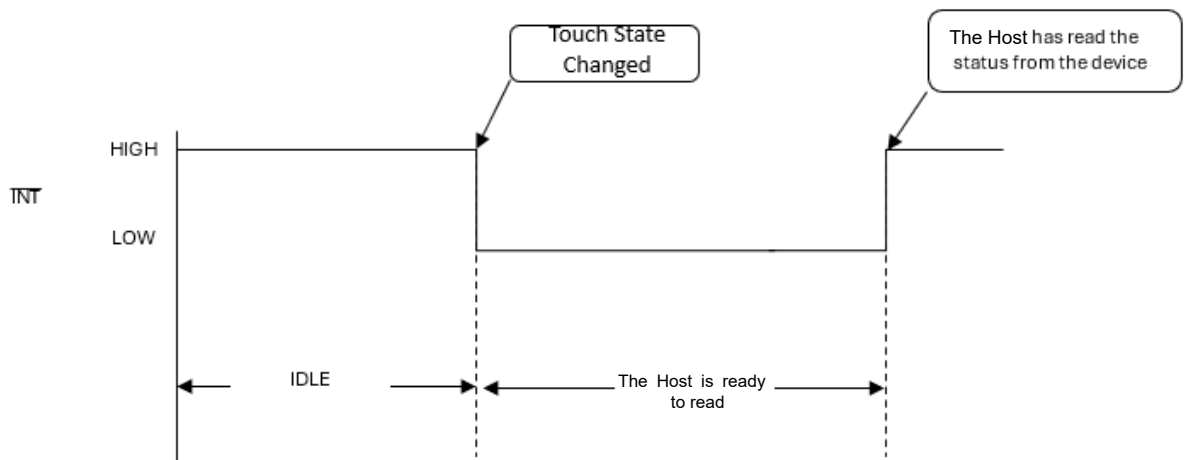 Touch State
Changed
The Host has read the
status from the device
HIGH
INT
LOW
IDLE
The Host is ready
to read